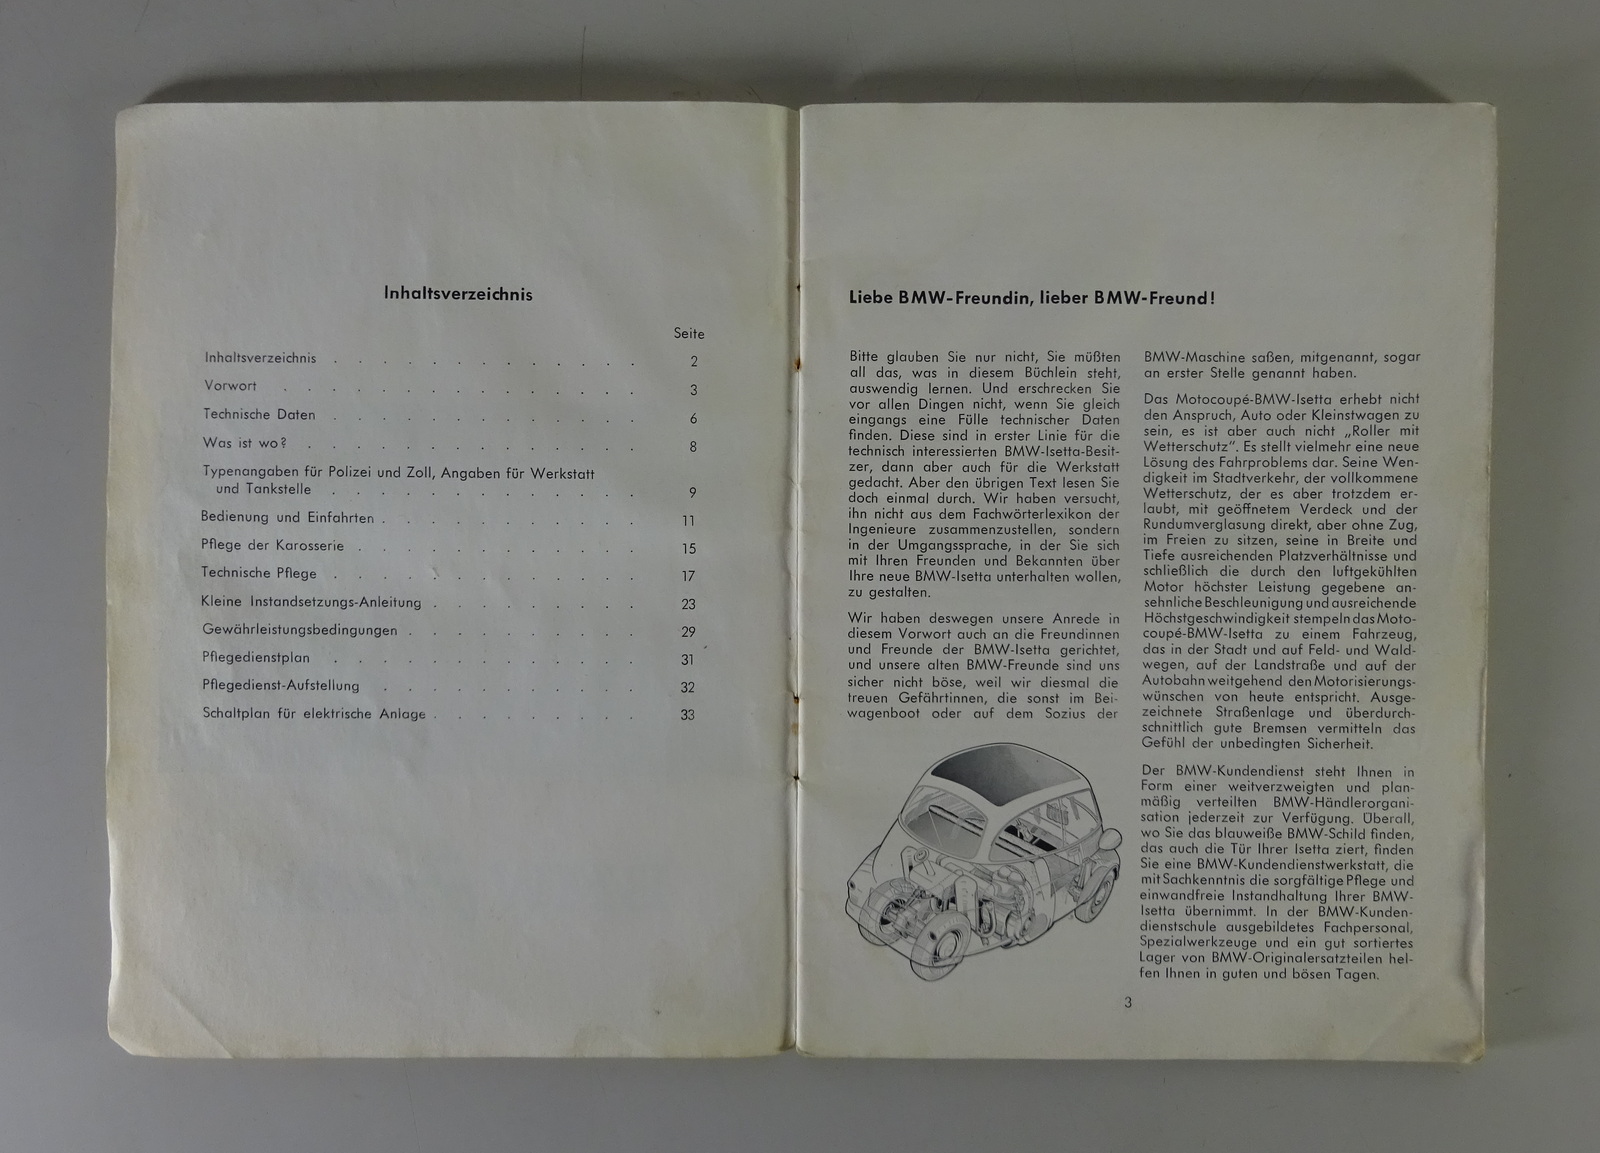 Inhaltsverzeichnis
Seite
Inhaltsverzeichnis . . . . . . . . . . . . . 2
Vorwort . . . . . . . . . . . . . . . 3
Technische Daten . . . . . . . . . . . . . 6
Was ist wo? . . . . . . . . . . . . . . 8
Typenangaben für Polizei und Zoll, Angaben für Werkstatt
und Tankstelle . . . . . . . . . . . . . 9
Bedienung und Einfahrten . . . . . . . . . . . 11
Pflege der Karosserie . . . . . . . . . . . . 15
Technische Pflege . . . . . . . . . . . . . 17
Kleine Instandsetzungs-Anleitung . . . . . . . . . 23
Gewährleistungsbedingungen . . . . . . . . . . 29
Pflegedienstplan . . . . . . . . . . . . . 31
Pflegedienst-Aufstellung . . . . . . . . . . . 32
Schaltplan für elektrische Anlage . . . . . . . . . 33
Liebe BMW-Freundin, lieber BMW-Freund!
Bitte glauben Sie nur nicht, Sie müßten
all das, was in diesem Büchlein steht,
auswendig lernen. Und erschrecken Sie
vor allen Dingen nicht, wenn Sie gleich
eingangs eine Fülle technischer Daten
finden. Diese sind in erster Linie für die
technisch interessierten BMW-Isetta-Besit-
zer, dann aber auch für die Werkstatt
gedacht. Aber den übrigen Text lesen Sie
doch einmal durch. Wir haben versucht,
ihn nicht aus dem Fachwörterlexikon der
Ingenieure zusammenzustellen, sondern
in der Umgangssprache, in der Sie sich
mit Ihren Freunden und Bekannten über
Ihre neue BMW-Isetta unterhalten wollen,
zu gestalten.
Wir haben deswegen unsere Anrede in
diesem Vorwort auch an die Freundinnen
und Freunde der BMW-Isetta gerichtet,
und unsere alten BMW-Freunde sind uns
sicher nicht böse, weil wir diesmal die
treuen Gefährtinnen, die sonst im Bei-
wagenboot oder auf dem Sozius der
BMW-Maschine saßen, mitgenannt, sogar
an erster Stelle genannt haben.
Das Motocoupé-BMW-Isetta erhebt nicht
den Anspruch, Auto oder Kleinstwagen zu
sein, es ist aber auch nicht „Roller mit
Wetterschutz“. Es stellt vielmehr eine neue
Lösung des Fahrproblems dar. Seine Wen-
digkeit im Stadtverkehr, der vollkommene
Wetterschutz, der es aber trotzdem er-
laubt, mit geöffnetem Verdeck und der
Rundumverglasung direkt, aber ohne Zug,
im Freien zu sitzen, seine in Breite und
Tiefe ausreichenden Platzverhältnisse und
schließlich die durch den luftgekühlten
Motor höchster Leistung gegebene an-
sehnliche Beschleunigung und ausreichende
Höchstgeschwindigkeit stempeln das Moto-
coupé-BMW-Isetta zu einem Fahrzeug,
das in der Stadt und auf Feld- und Wald-
wegen, auf der Landstraße und auf der
Autobahn weitgehend den Motorisierungs-
wünschen von heute entspricht. Ausge-
zeichnete Straßenlage und überdurch-
schnittlich gute Bremsen vermitteln das
Gefühl der unbedingten Sicherheit.
Der BMW-Kundendienst steht Ihnen in
Form einer weitverzweigten und plan-
mäßig verteilten BMW-Händlerorgani-
sation jederzeit zur Verfügung. Überall,
wo Sie das blauweiße BMW-Schild finden,
das auch die Tür Ihrer Isetta ziert, finden
Sie eine BMW-Kundendienstwerkstatt, die
mit Sachkenntnis die sorgfältige Pflege und
einwandfreie Instandhaltung Ihrer BMW-
Isetta übernimmt. In der BMW-Kunden-
dienstschule ausgebildetes Fachpersonal,
Spezialwerkzeuge und ein gut sortiertes
Lager von BMW-Originalersatzteilen hel-
fen Ihnen in guten und bösen Tagen.
3